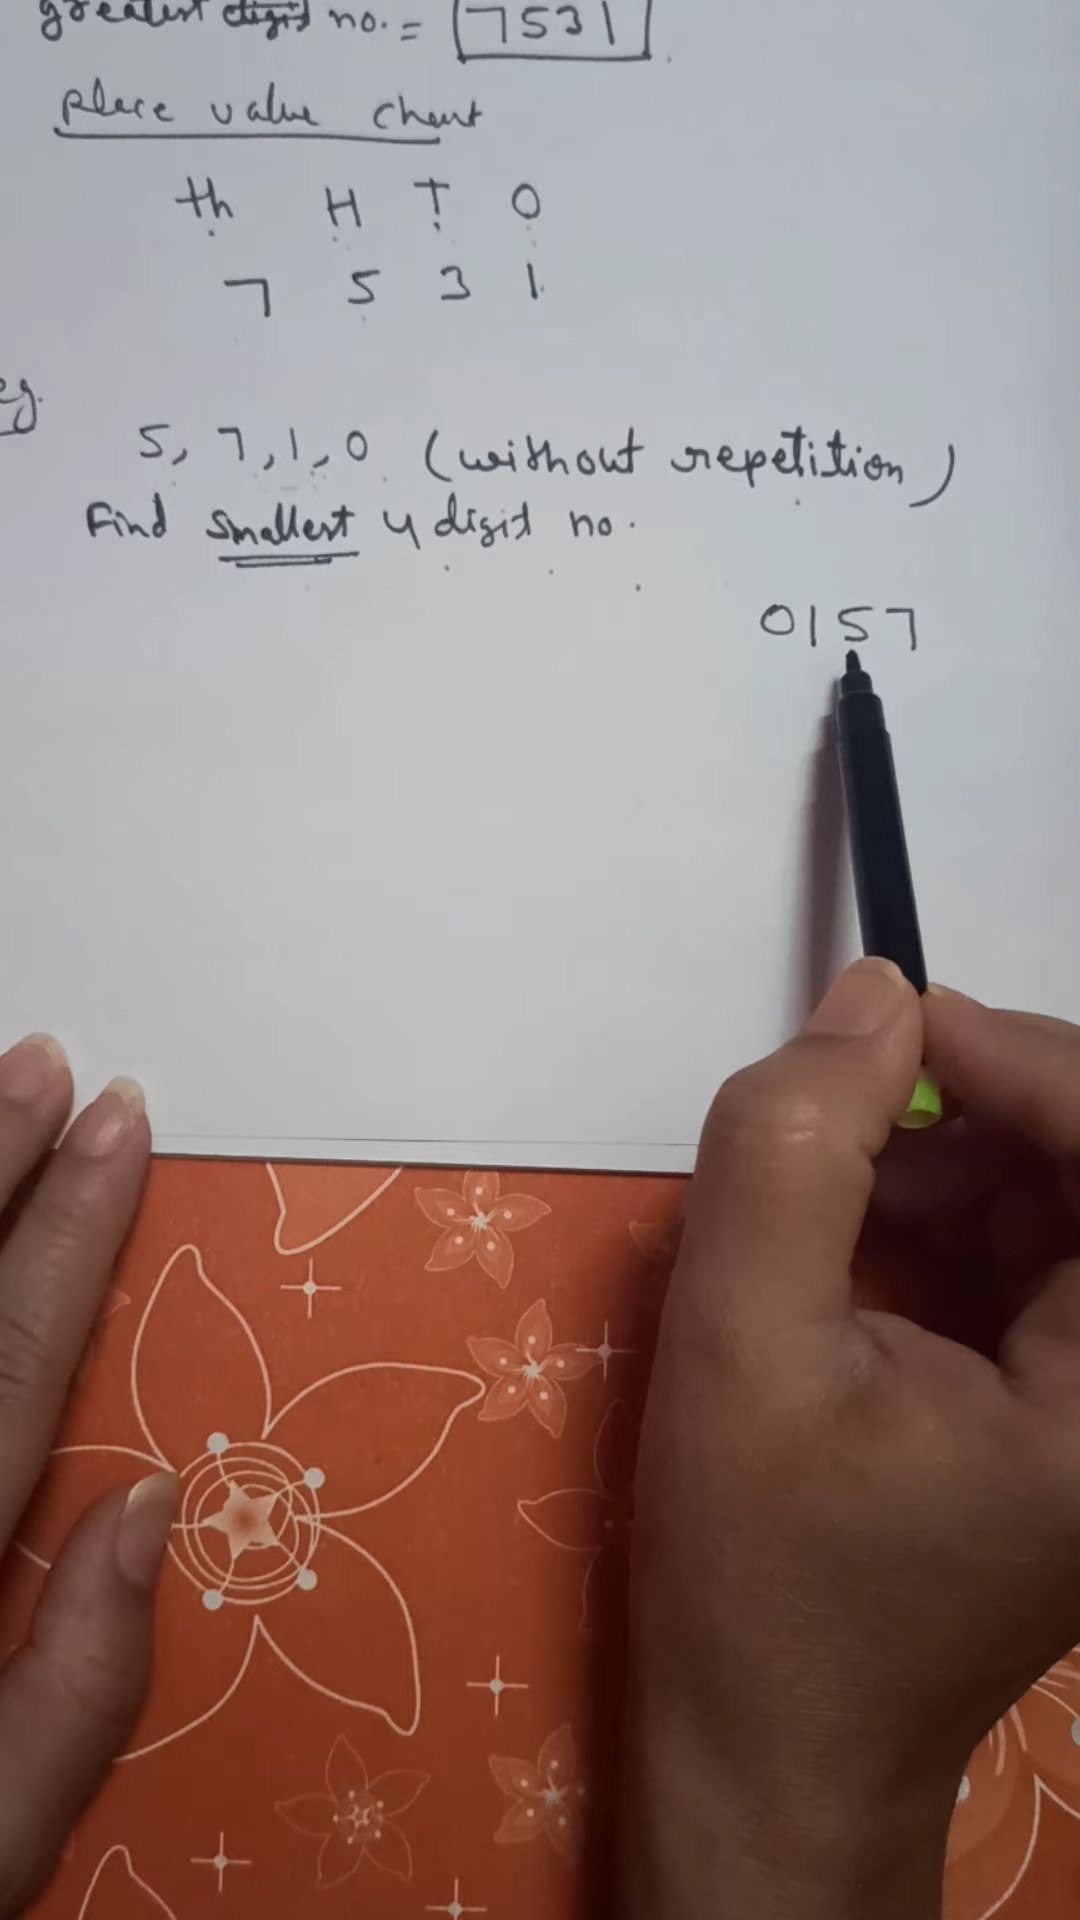 greatest digit no. = 7531
place value chart
th H T O
7 5 3 1
eg.
5, 7, 1, 0 (without repetition)
Find smallest 4 digit no.
0157